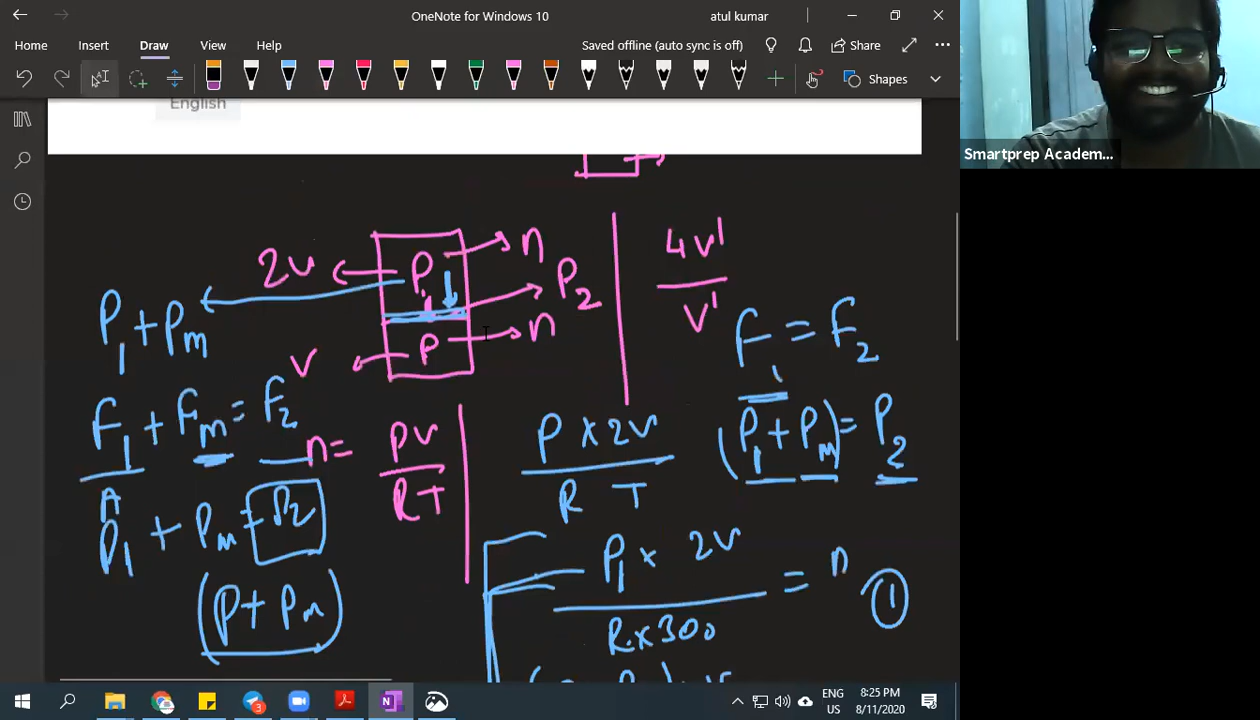 OneNote for Windows 10
atul kumar
Home Insert Draw View Help
Saved offline (auto sync is off)
Share
Shapes
English
Smartprep Academ...
2v
P1
n
P2
P1 + Pm
v
P
n
4v'
v'
F1 = F2
F1 + Fm = F2
A
(P1 + Pm) = P2
n = PV
RT
P × 2v
R T
P1 + Pm = P2
(P + Pm)
P1 × 2v = n ①
R × 300
ENG
US
8:25 PM
8/11/2020
3